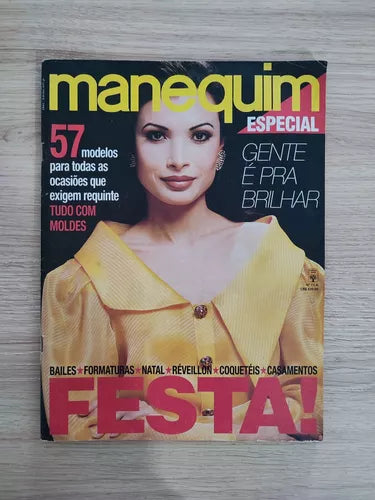 manequim
ESPECIAL
57
modelos
para todas as
ocasiões que
exigem requinte
TUDO COM
MOLDES
GENTE
É PRA
BRILHAR
BAILES ★ FORMATURAS ★ NATAL ★ RÉVEILLON ★ COQUETÉIS ★ CASAMENTOS
FESTA!